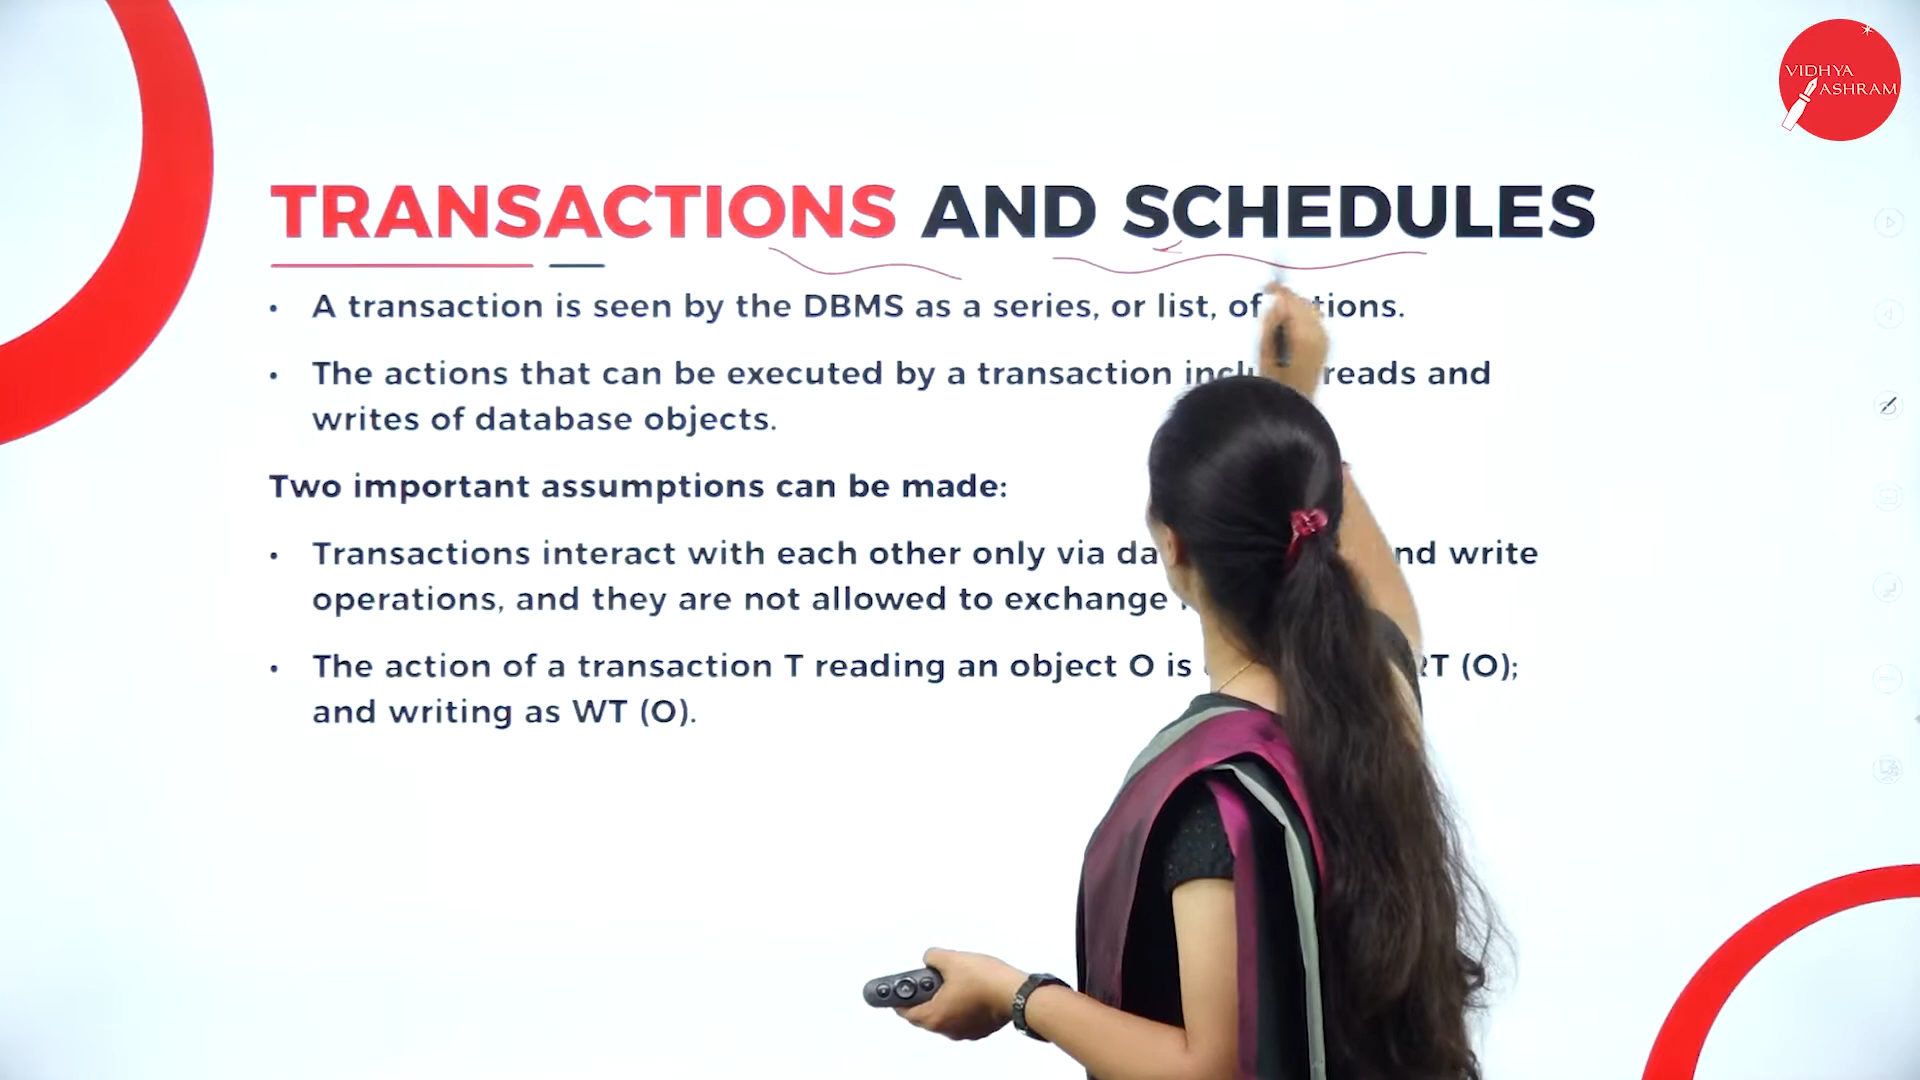 VIDHYA
ASHRAM
TRANSACTIONS AND SCHEDULES
• A transaction is seen by the DBMS as a series, or list, of
• The actions that can be executed by a transaction reads and
writes of database objects.
Two important assumptions can be made:
• Transactions interact with each other only via write
operations, and they are not allowed to exchange
• The action of a transaction T reading an object O is (O);
and writing as WT (O).